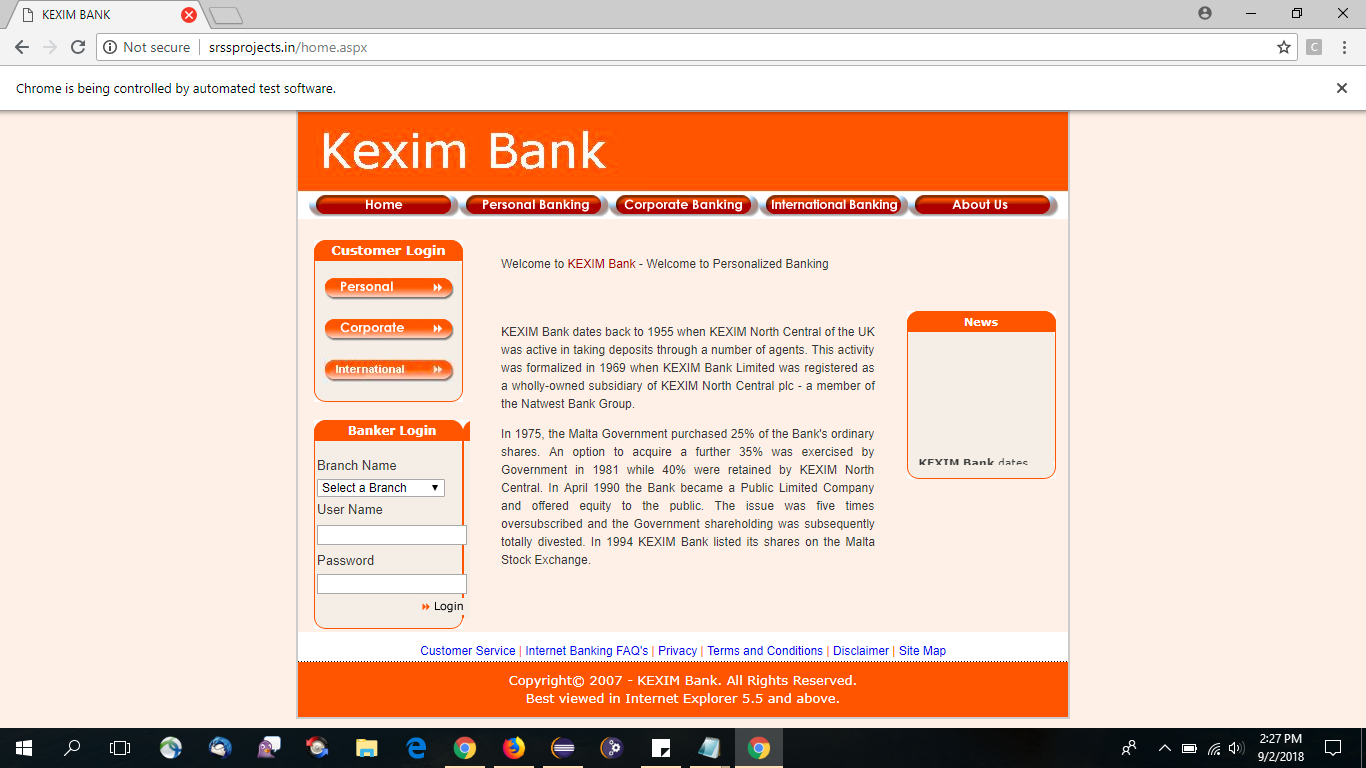 KEXIM BANK
Not secure
srssprojects.in/home.aspx
C
Chrome is being controlled by automated test software.
Kexim Bank
Home
Personal Banking
Corporate Banking
International Banking
About Us
Customer Login
Personal
Corporate
International
Banker Login
Branch Name
Select a Branch
User Name
Password
Login
Welcome to KEXIM Bank - Welcome to Personalized Banking
KEXIM Bank dates back to 1955 when KEXIM North Central of the UK
was active in taking deposits through a number of agents. This activity
was formalized in 1969 when KEXIM Bank Limited was registered as
a wholly-owned subsidiary of KEXIM North Central plc - a member of
the Natwest Bank Group.
In 1975, the Malta Government purchased 25% of the Bank's ordinary
shares. An option to acquire a further 35% was exercised by
Government in 1981 while 40% were retained by KEXIM North
Central. In April 1990 the Bank became a Public Limited Company
and offered equity to the public. The issue was five times
oversubscribed and the Government shareholding was subsequently
totally divested. In 1994 KEXIM Bank listed its shares on the Malta
Stock Exchange.
News
KEXIM Bank dates
Customer Service | Internet Banking FAQ's | Privacy | Terms and Conditions | Disclaimer | Site Map
Copyright© 2007 - KEXIM Bank. All Rights Reserved.
Best viewed in Internet Explorer 5.5 and above.
2:27 PM
9/2/2018